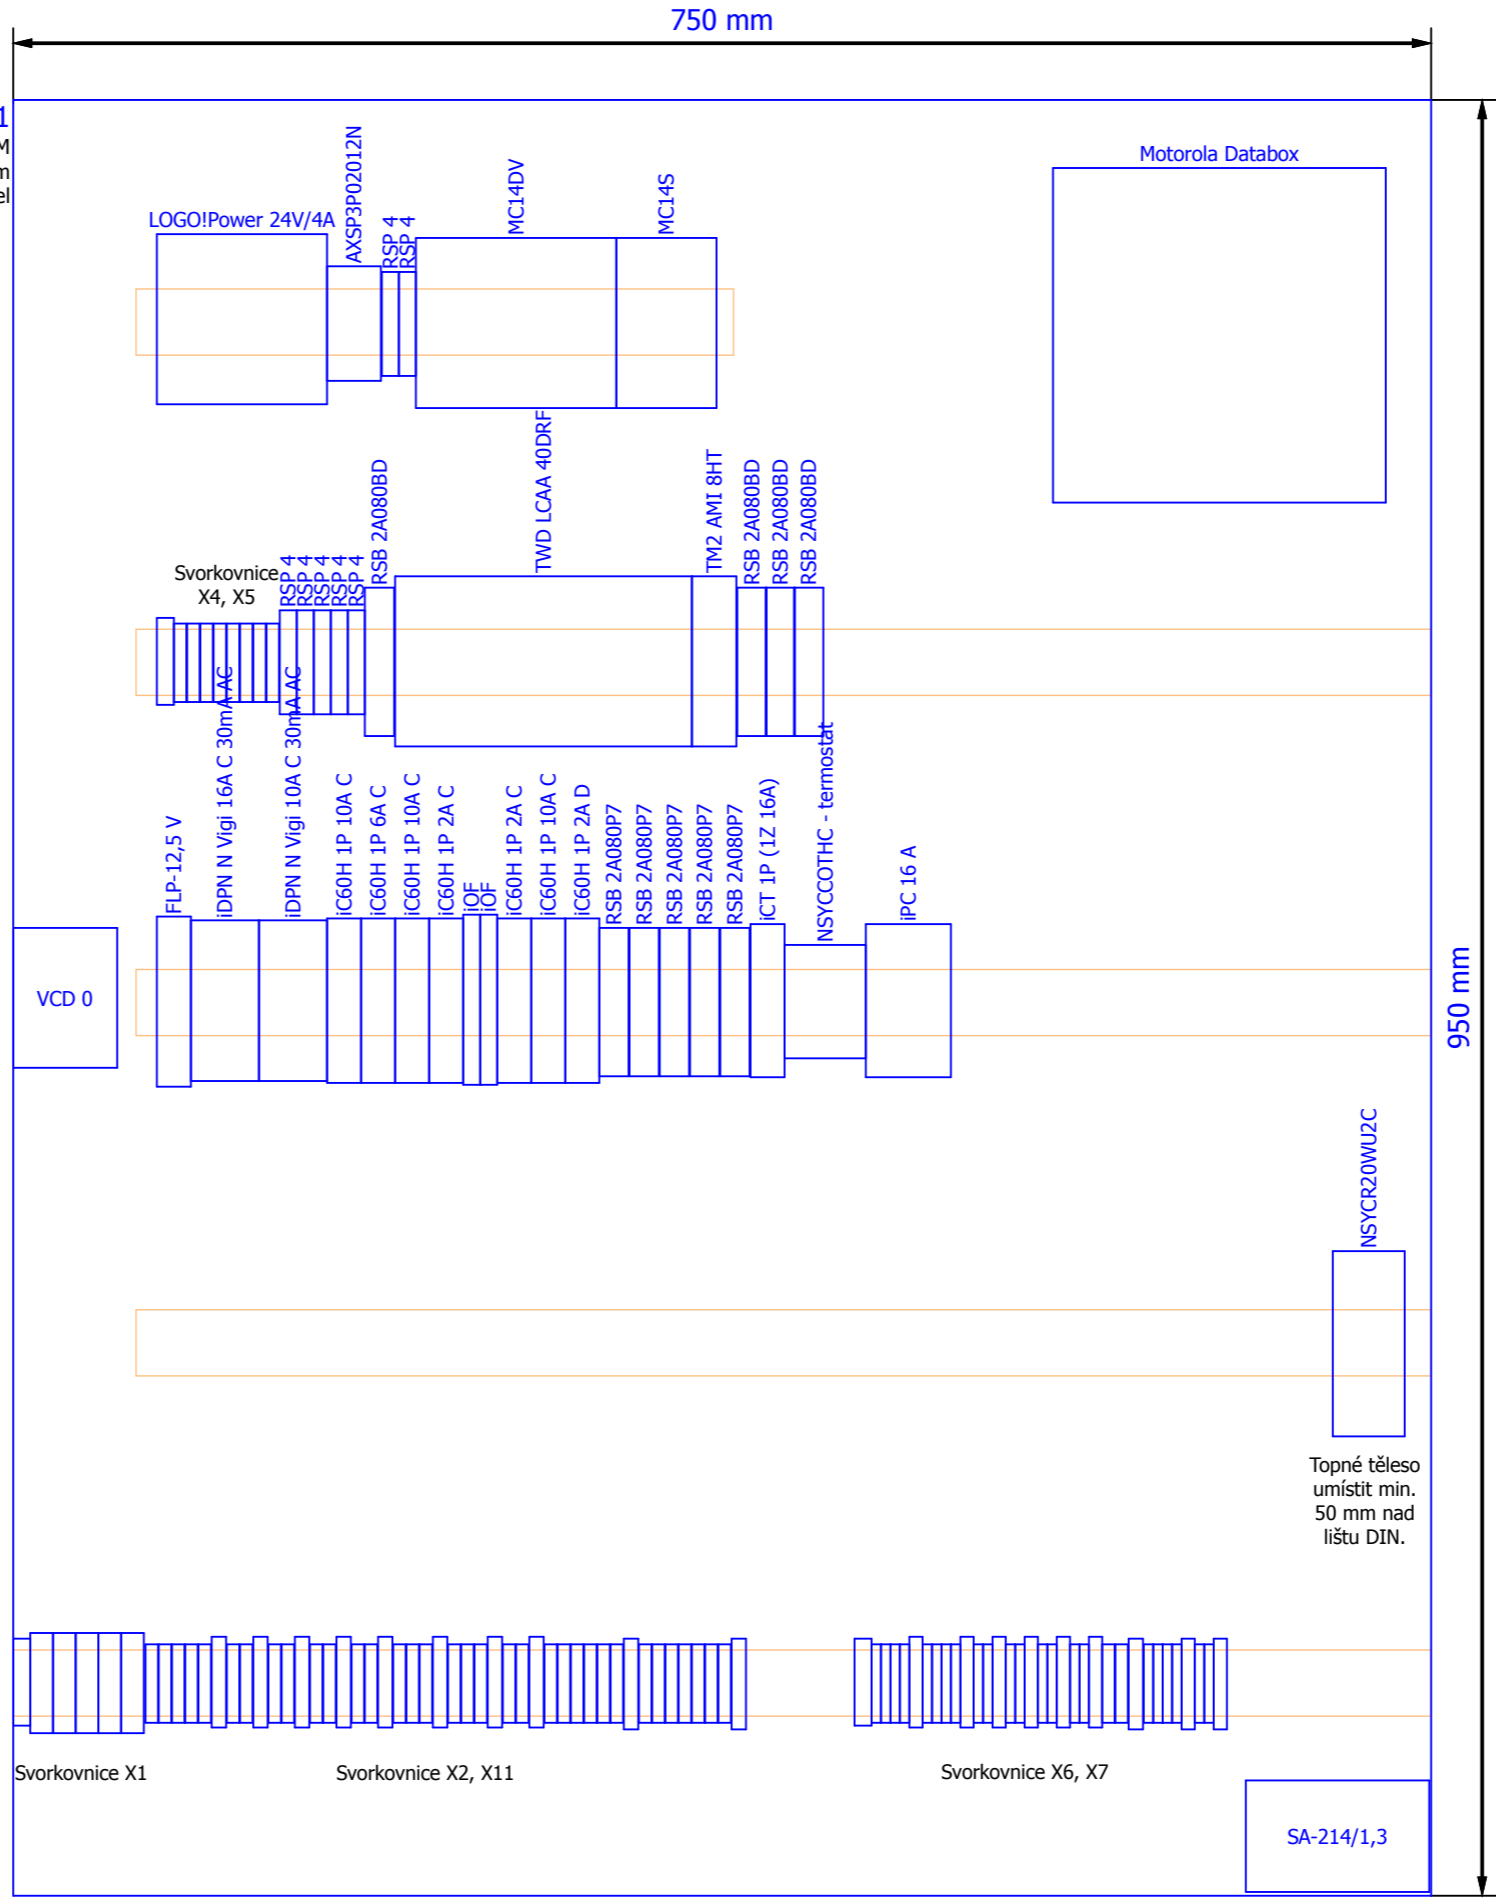 750 mm
1
M
m
el
Motorola Databox
LOGO!Power 24V/4A
AXSP3P02012N
RSP 4
RSP 4
MC14DV
MC14S
Svorkovnice
X4, X5
RSP 4
RSP 4
RSP 4
RSP 4
RSP 4
RSB 2A080BD
TWD LCAA 40DRF
TM2 AMI 8HT
RSB 2A080BD
RSB 2A080BD
RSB 2A080BD
VCD 0
FLP-12,5 V
iDPN N Vigi 16A C 30mA AC
iDPN N Vigi 10A C 30mA AC
iC60H 1P 10A C
iC60H 1P 6A C
iC60H 1P 10A C
iC60H 1P 2A C
iOF
iOF
iC60H 1P 2A C
iC60H 1P 10A C
iC60H 1P 2A D
RSB 2A080P7
RSB 2A080P7
RSB 2A080P7
RSB 2A080P7
RSB 2A080P7
iCT 1P (1Z 16A)
NSYCCOTHC - termostat
iPC 16 A
950 mm
NSYCR20WU2C
Topné těleso
umístit min.
50 mm nad
lištu DIN.
Svorkovnice X1
Svorkovnice X2, X11
Svorkovnice X6, X7
SA-214/1,3